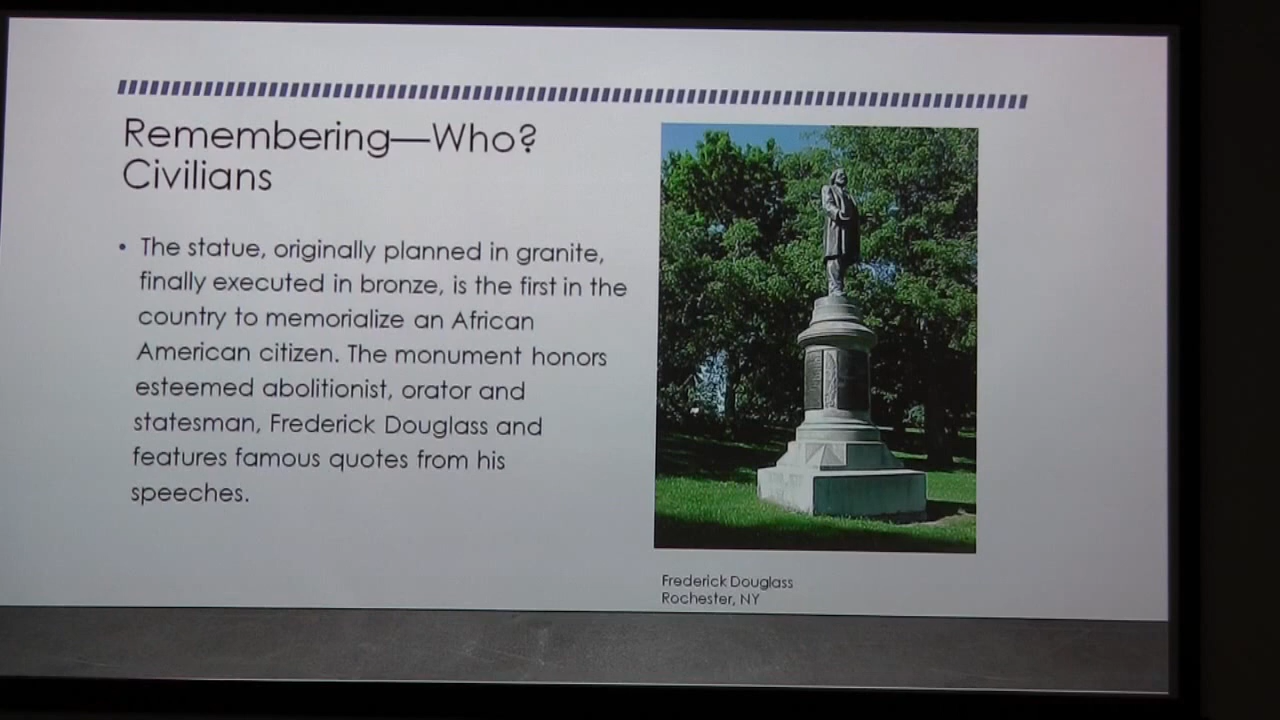 Remembering—Who?
Civilians
• The statue, originally planned in granite,
finally executed in bronze, is the first in the
country to memorialize an African
American citizen. The monument honors
esteemed abolitionist, orator and
statesman, Frederick Douglass and
features famous quotes from his
speeches.
Frederick Douglass
Rochester, NY